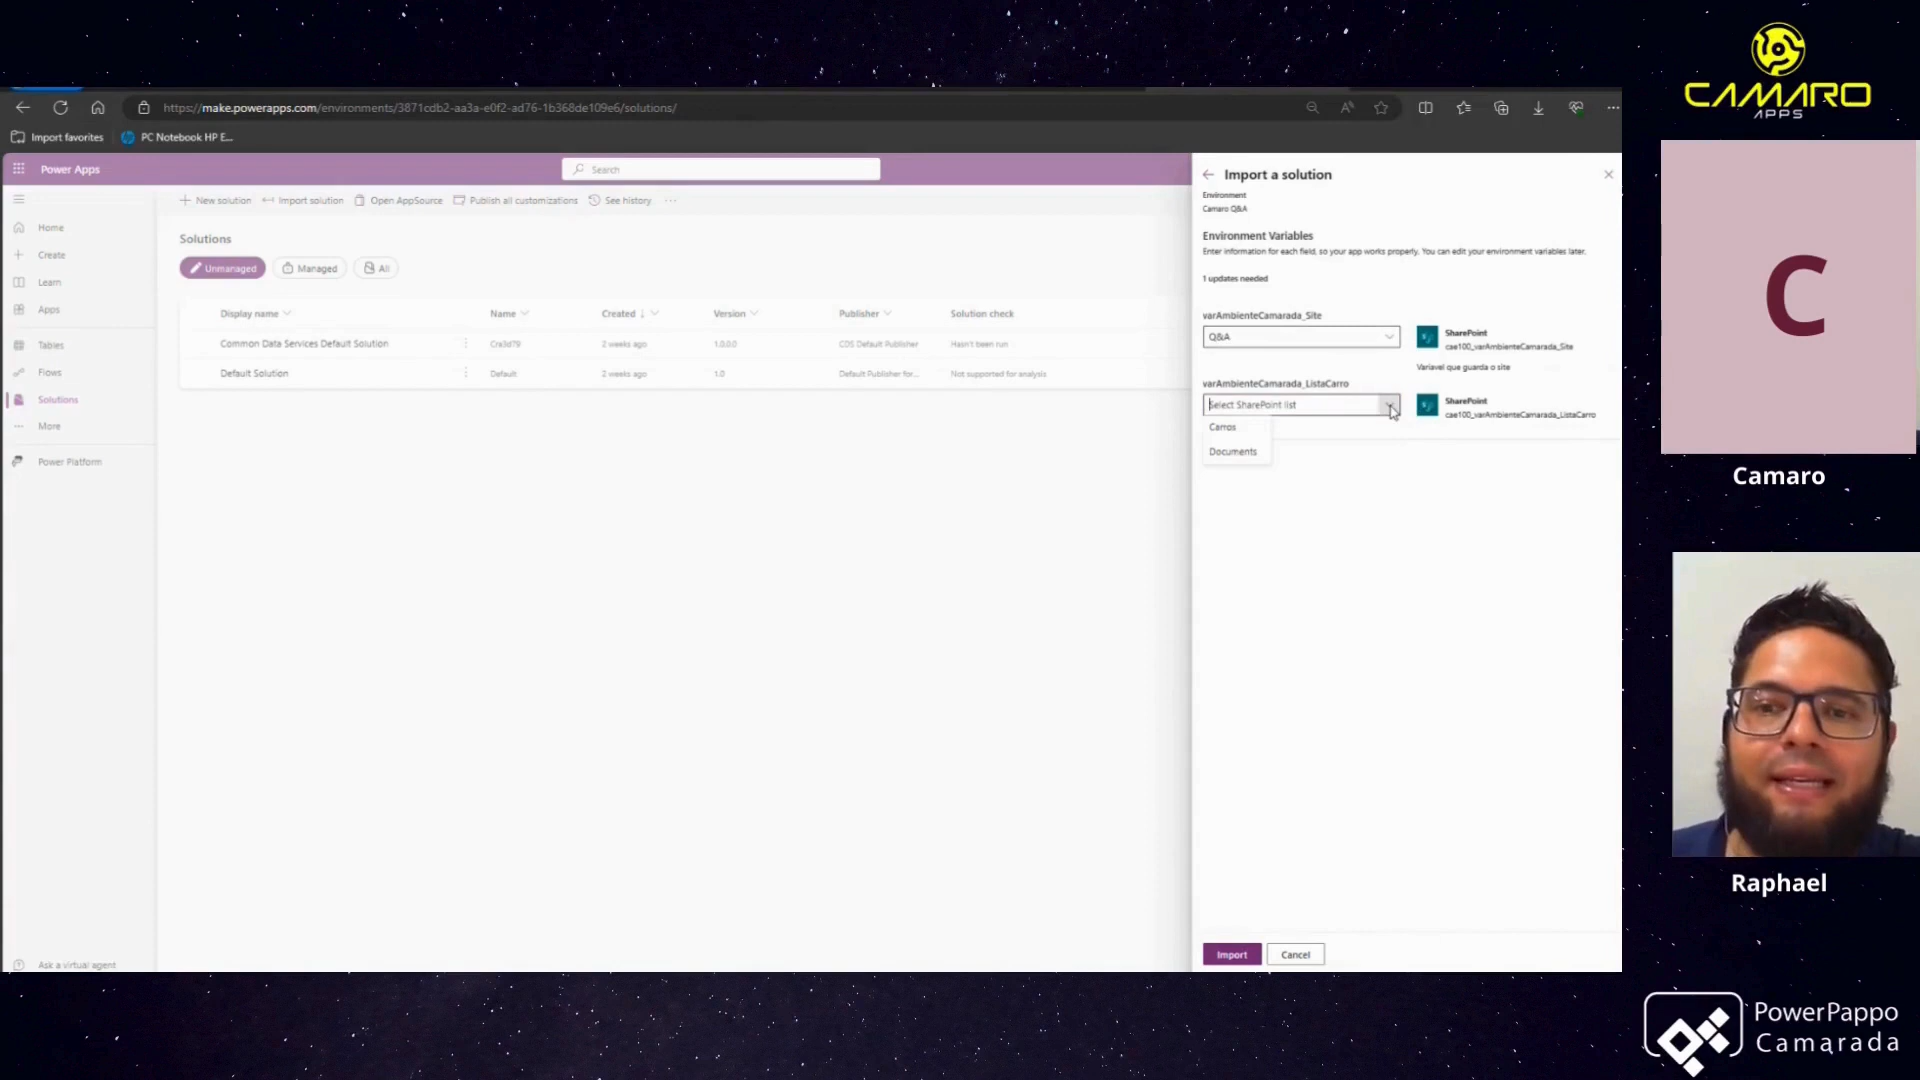 https://make.powerapps.com/environments/3871cdb2-aa3a-e0f2-ad76-1b368de109e6/solutions/
Import favorites
PC Notebook HP E...
Power Apps
Search
New solution
Import solution
Open AppSource
Publish all customizations
See history
Home
Create
Learn
Apps
Tables
Flows
Solutions
More
Power Platform
Ask a virtual agent
Solutions
Unmanaged
Managed
All
Display name
Name
Created
Version
Publisher
Solution check
Common Data Services Default Solution
Cra3d79
2 weeks ago
1.0.0.0
CDS Default Publisher
Hasn't been run
Default Solution
Default
2 weeks ago
1.0
Default Publisher for...
Not supported for analysis
Import a solution
Environment
Camaro Q&A
Environment Variables
Enter information for each field, so your app works properly. You can edit your environment variables later.
1 updates needed
varAmbienteCamarada_Site
Q&A
SharePoint
cae100_varAmbienteCamarada_Site
Variavel que guarda o site
varAmbienteCamarada_ListaCarro
Select SharePoint list
SharePoint
cae100_varAmbienteCamarada_ListaCarro
Carros
Documents
Import
Cancel
CAMARO
APPS
C
Camaro
Raphael
PowerPappo
Camarada